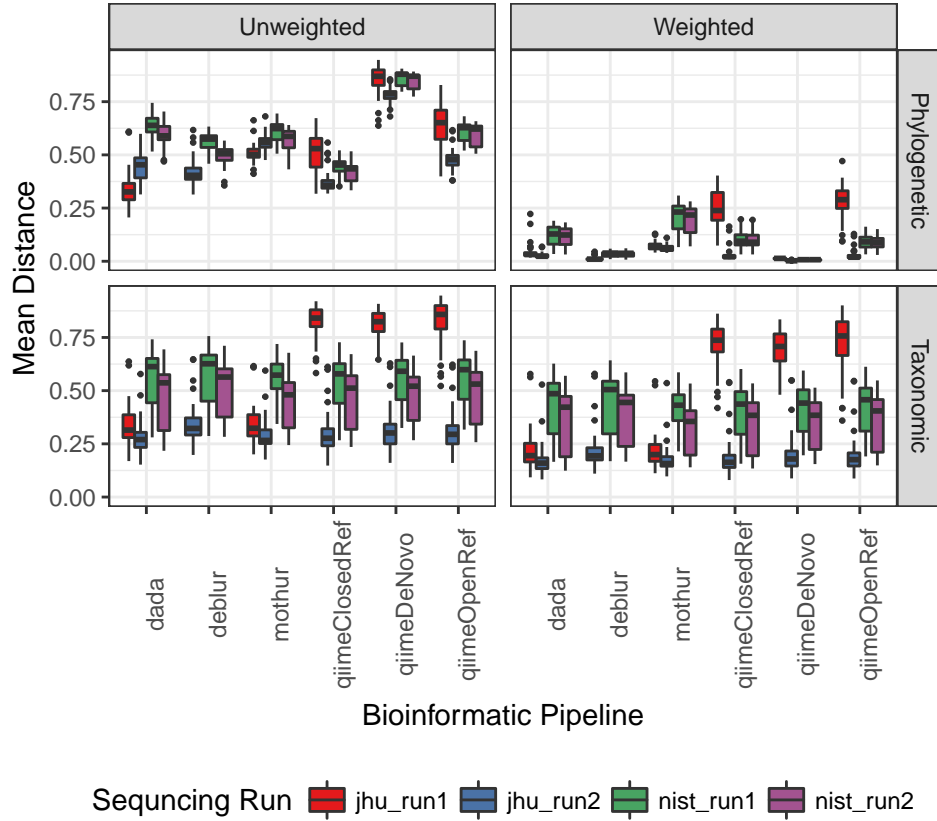 Unweighted
Weighted
Mean Distance
0.75
0.50
0.25
0.00
Phylogenetic
0.75
0.50
0.25
0.00
Taxonomic
dada
deblur
mothur
qiimeClosedRef
qiimeDeNovo
qiimeOpenRef
dada
deblur
mothur
qiimeClosedRef
qiimeDeNovo
qiimeOpenRef
Bioinformatic Pipeline
Sequncing Run
jhu_run1
jhu_run2
nist_run1
nist_run2